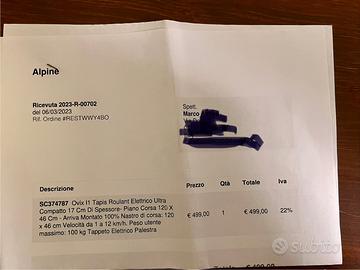 Alpine
Ricevuta 2023-R-00702
del 06/03/2023
Rif. Ordine #RESTWWY4BO
Spett.
Marco
Descrizione Prezzo Qtà Totale Iva
SC374787 Ovix I1 Tapis Roulant Elettrico Ultra
Compatto 17 Cm Di Spessore- Piano Corsa 120 X
46 Cm - Arriva Montato 100% Nastro di corsa: 120
x 46 cm Velocità da 1 a 12 km/h. Peso utente
massimo: 100 kg Tappeto Elettrico Palestra
€ 499,00 1 € 499,00 22%
€ 499,00
subito